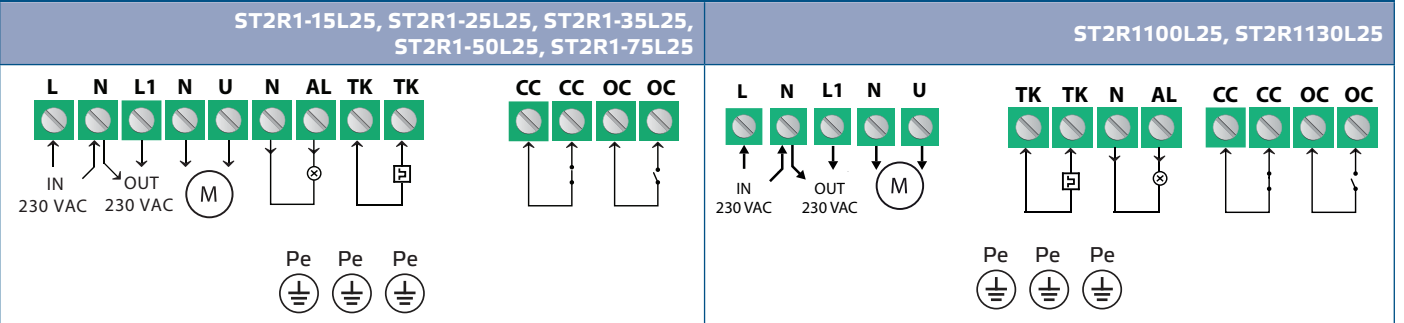 ST2R1-15L25, ST2R1-25L25, ST2R1-35L25,
ST2R1-50L25, ST2R1-75L25
L N L1 N U N AL TK TK CC CC OC OC
IN OUT
230 VAC 230 VAC M
Pe Pe Pe
ST2R1100L25, ST2R1130L25
L N L1 N U TK TK N AL CC CC OC OC
IN OUT
230 VAC 230 VAC M
Pe Pe Pe